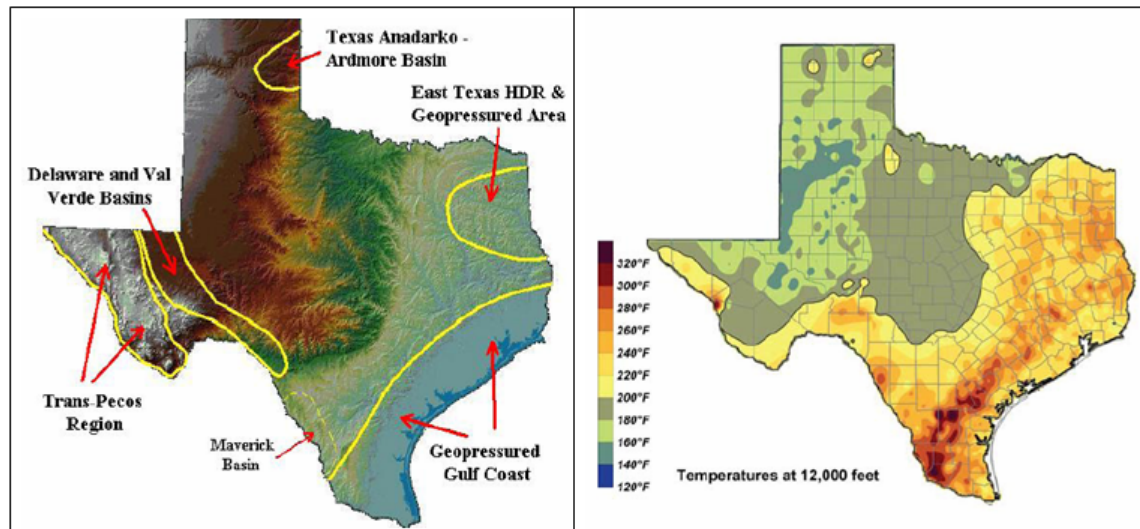 Texas Anadarko -
Ardmore Basin
East Texas HDR &
Geopressured Area
Delaware and Val
Verde Basins
Trans-Pecos
Region
Maverick
Basin
Geopressured
Gulf Coast
320°F
300°F
280°F
260°F
240°F
220°F
200°F
180°F
160°F
140°F
120°F
Temperatures at 12,000 feet